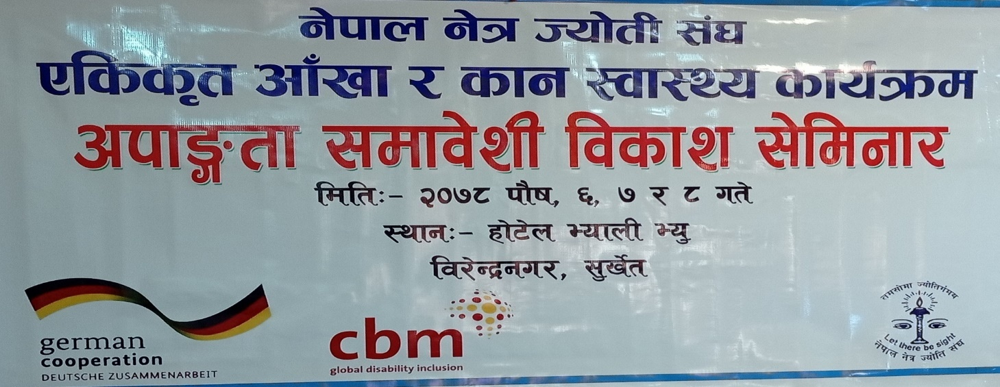 नेपाल नेत्र ज्योती संघ
एकिकृत आँखा र कान स्वास्थ्य कार्यक्रम
अपाङ्गता समावेशी विकाश सेमिनार
मितिः- २०७८ पौष, ६, ७ र ८ गते
स्थानः- होटेल भ्याली भ्यु
विरेन्द्रनगर, सुर्खेत
german
cooperation
DEUTSCHE ZUSAMMENARBEIT
cbm
global disability inclusion
तमसोमा ज्योतिर्गमय
Let there be sight
नेपाल नेत्र ज्योति संघ